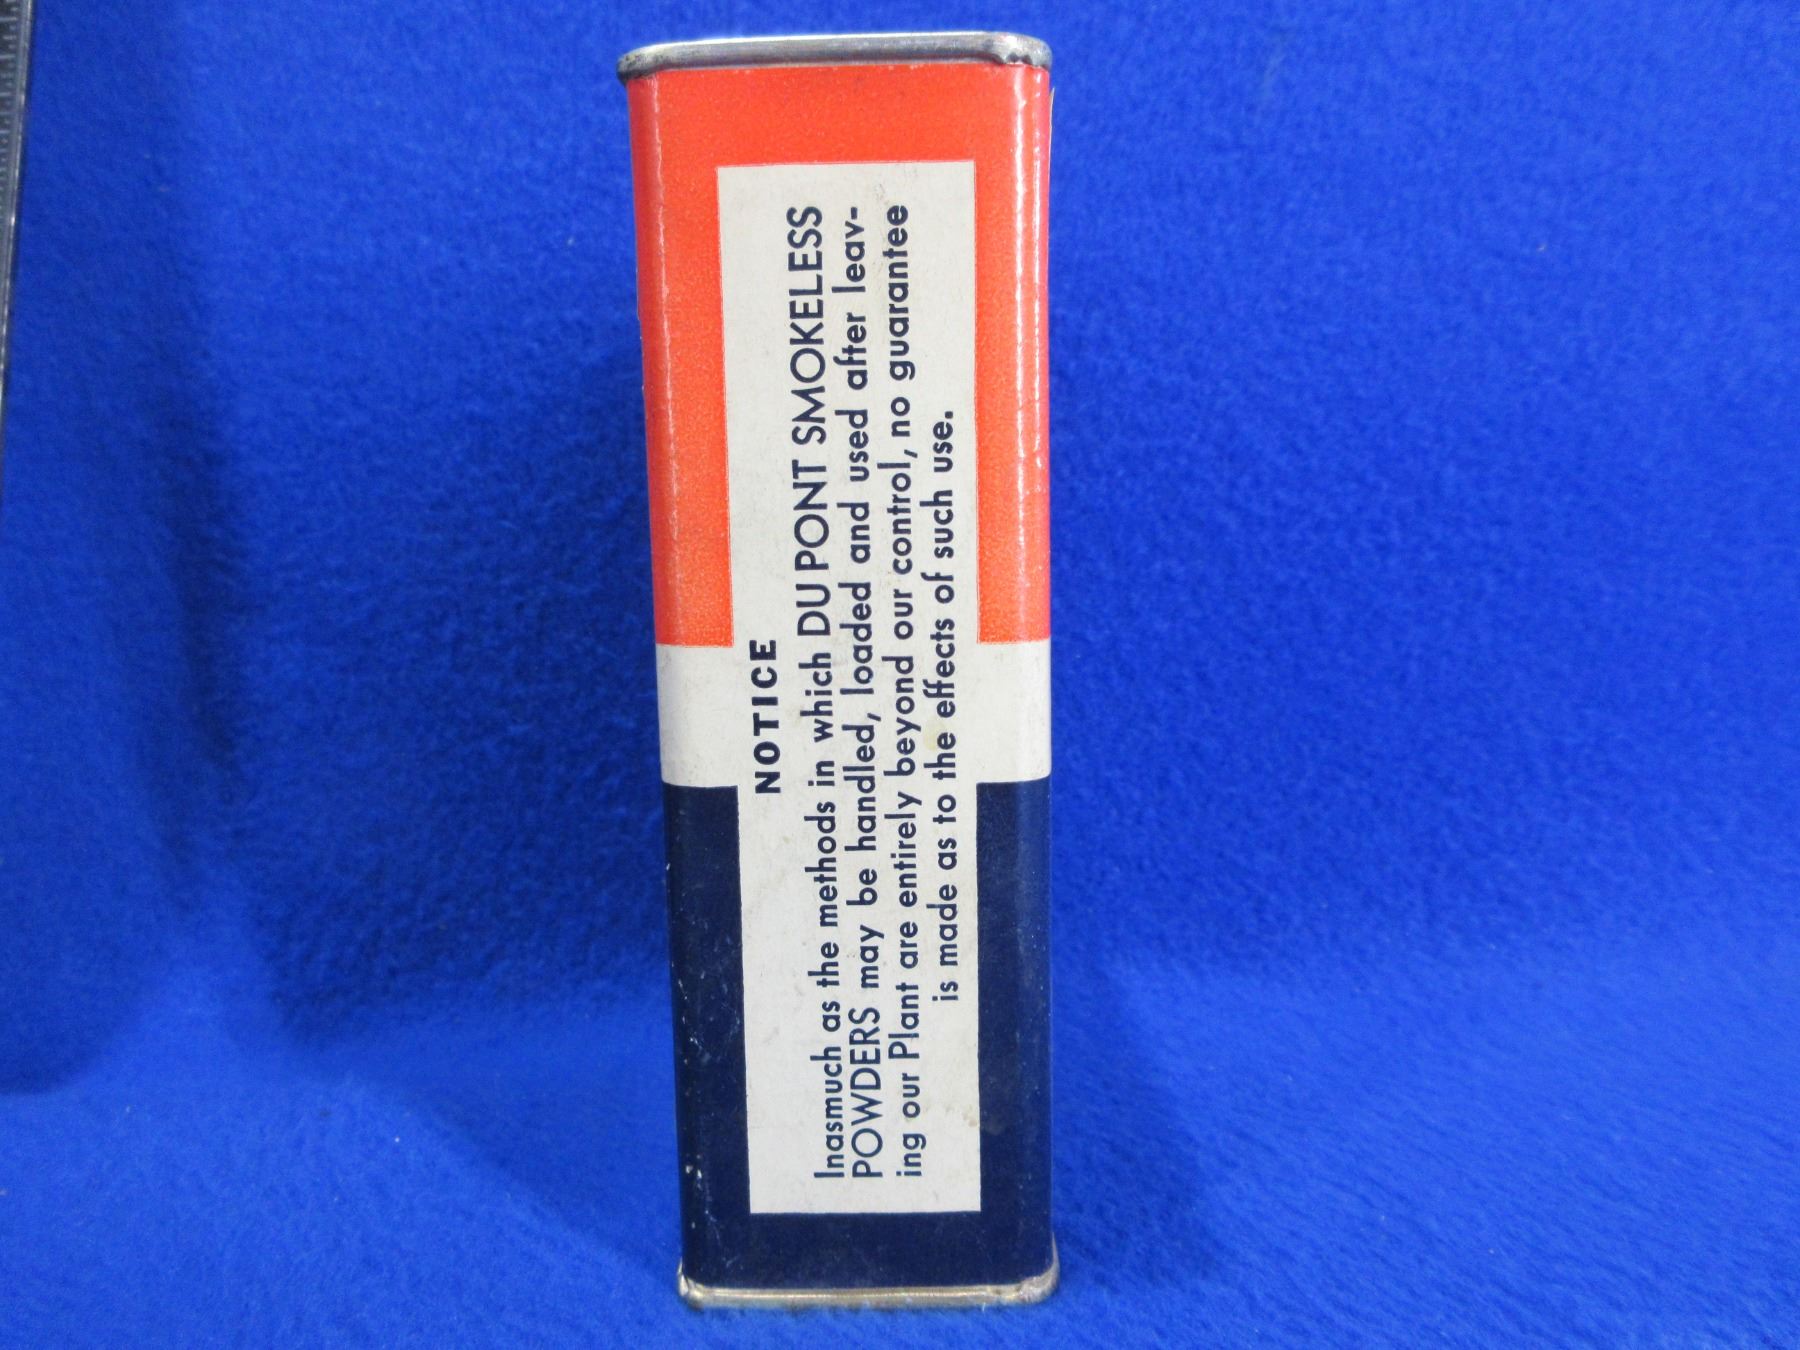 NOTICE
Inasmuch as the methods in which DU PONT SMOKELESS
POWDERS may be handled, loaded and used after leav-
ing our Plant are entirely beyond our control, no guarantee
is made as to the effects of such use.